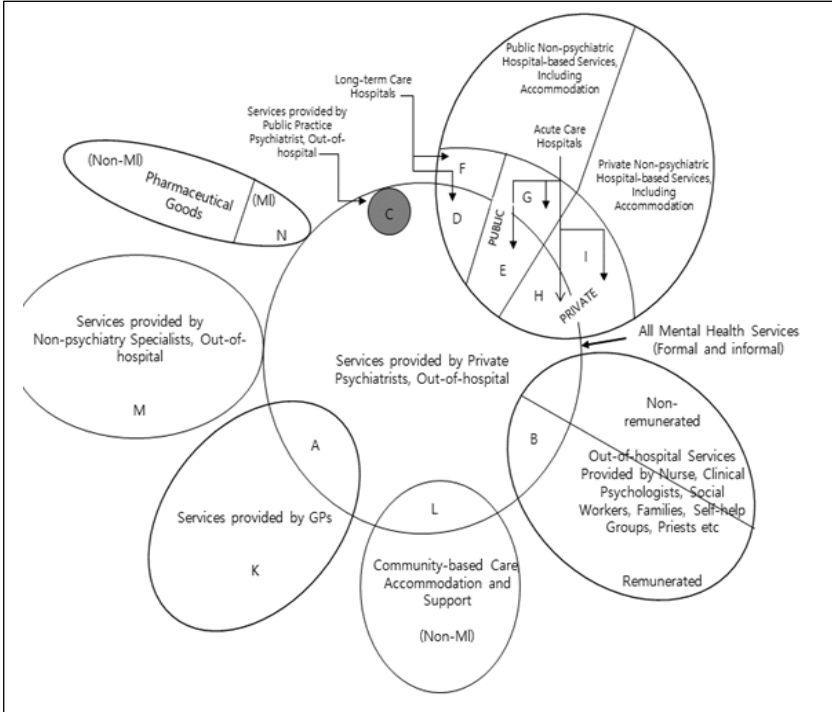 Public Non-psychiatric
Hospital-based Services,
Including
Accommodation
Long-term Care
Hospitals
Services provided by
Public Practice
Psychiatrist, Out-of-
hospital
Acute Care
Hospitals
Private Non-psychiatric
Hospital-based Services,
Including
Accommodation
(Non-MI)
Pharmaceutical
Goods
(MI)
N
C
F
G
D
PUBLIC
E
I
H
PRIVATE
All Mental Health Services
(Formal and informal)
Services provided by
Non-psychiatry Specialists, Out-of-
hospital
M
Services provided by Private
Psychiatrists, Out-of-hospital
Non-
remunerated
B
Out-of-hospital Services
Provided by Nurse, Clinical
Psychologists, Social
Workers, Families, Self-help
Groups, Priests etc
Remunerated
A
Services provided by GPs
K
L
Community-based Care
Accommodation and
Support
(Non-MI)